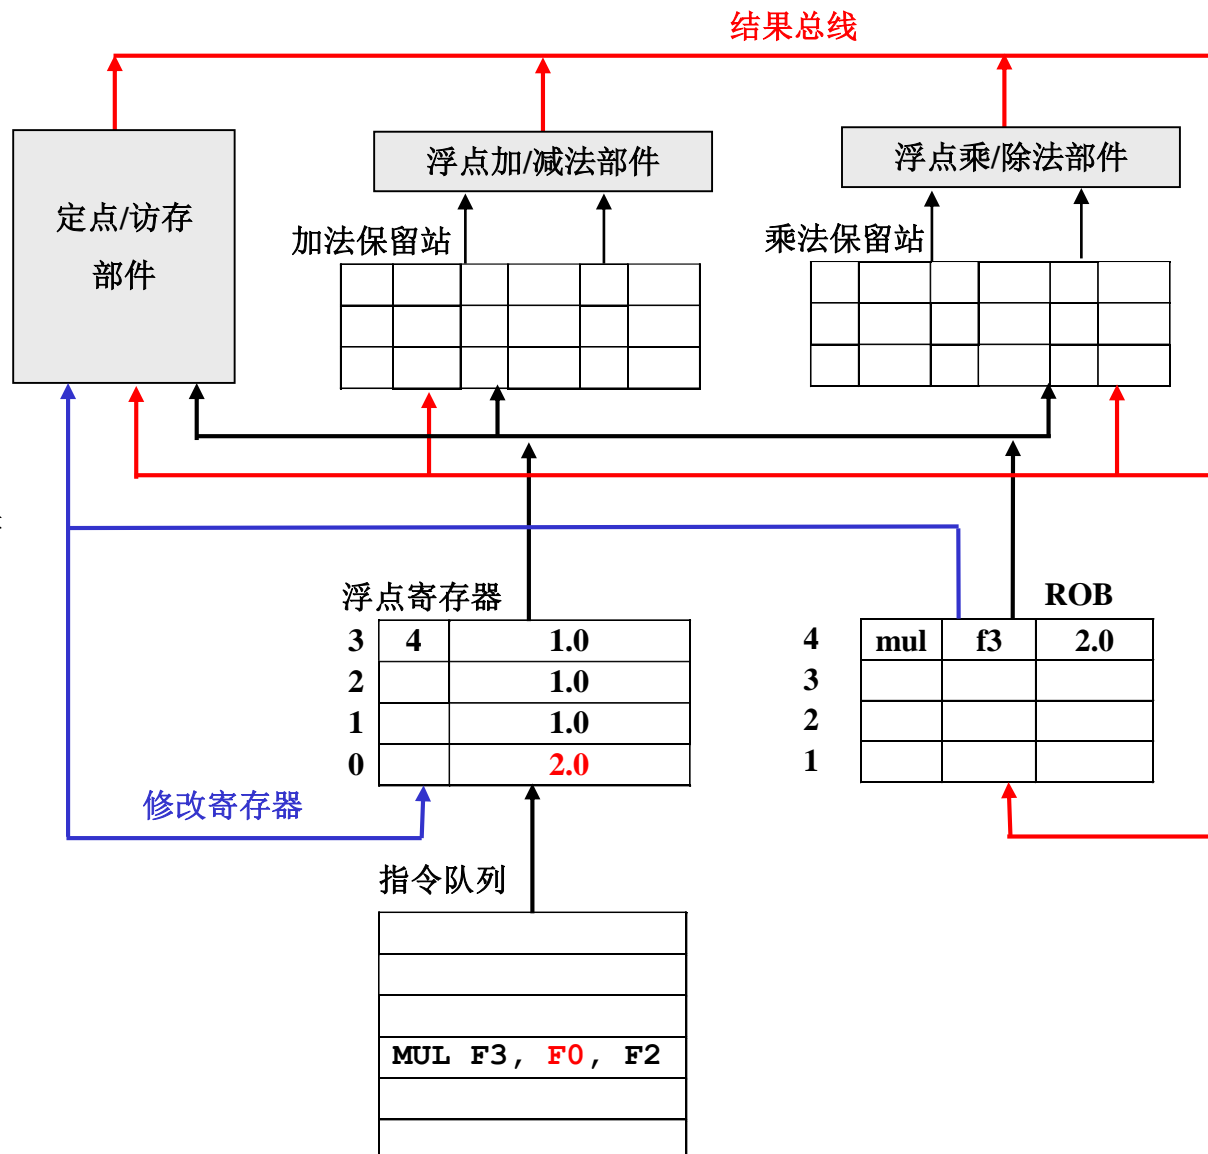 结果总线
定点/访存
部件
浮点加/减法部件
浮点乘/除法部件
加法保留站
乘法保留站
浮点寄存器
3 4 1.0
2 1.0
1 1.0
0 2.0
ROB
4 mul f3 2.0
3
2
1
修改寄存器
指令队列
MUL F3, F0, F2